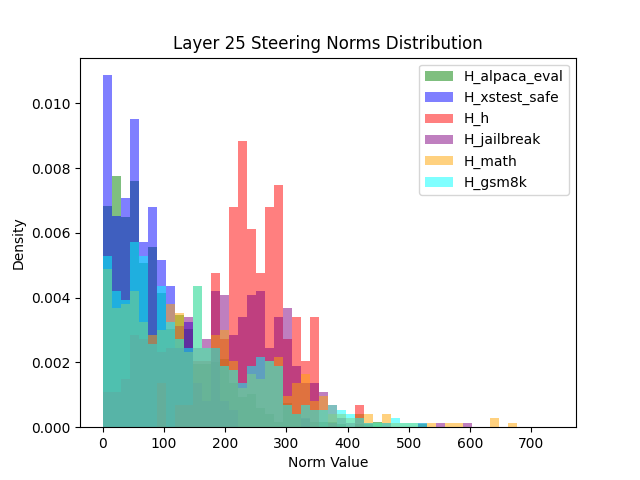 Layer 25 Steering Norms Distribution
H_alpaca_eval
H_xstest_safe
H_h
H_jailbreak
H_math
H_gsm8k
Density
0.010
0.008
0.006
0.004
0.002
0.000
0 100 200 300 400 500 600 700
Norm Value